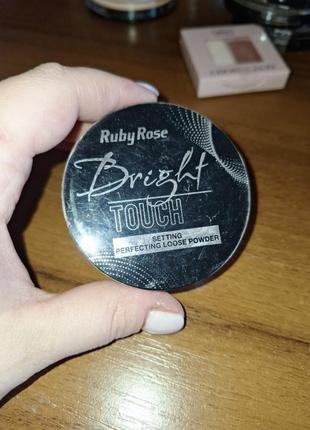 Ruby Rose
Bright
TOUCH
SETTING
PERFECTING LOOSE POWDER